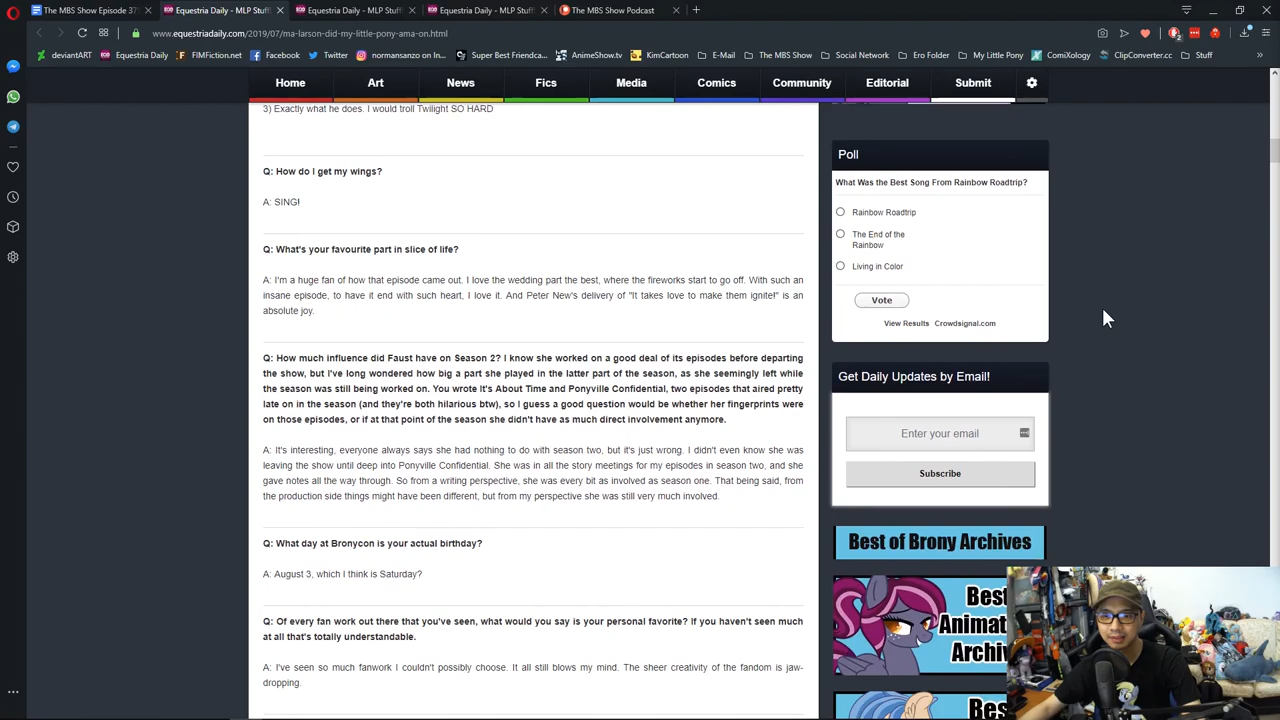 The MBS Show Episode 37
Equestria Daily - MLP Stuf
Equestria Daily - MLP Stuf
Equestria Daily - MLP Stuf
The MBS Show Podcast
www.equestriadaily.com/2019/07/ma-larson-did-my-little-pony-ama-on.html
deviantART
Equestria Daily
FIMFiction.net
Facebook
Twitter
normansanzo on Inst
Super Best Friendca
AnimeShow.tv
KimCartoon
E-Mail
The MBS Show
Social Network
Ero Folder
My Little Pony
ComiXology
ClipConverter.cc
Stuff
Home
Art
News
Fics
Media
Comics
Community
Editorial
Submit
3) Exactly what he does. I would troll Twilight SO HARD
Q: How do I get my wings?
A: SING!
Q: What's your favourite part in slice of life?
A: I'm a huge fan of how that episode came out. I love the wedding part the best, where the fireworks start to go off. With such an
insane episode, to have it end with such heart, I love it. And Peter New's delivery of "It takes love to make them ignite!" is an
absolute joy.
Q: How much influence did Faust have on Season 2? I know she worked on a good deal of its episodes before departing
the show, but I've long wondered how big a part she played in the latter part of the season, as she seemingly left while
the season was still being worked on. You wrote It's About Time and Ponyville Confidential, two episodes that aired pretty
late on in the season (and they're both hilarious btw), so I guess a good question would be whether her fingerprints were
on those episodes, or if at that point of the season she didn't have as much direct involvement anymore.
A: It's interesting, everyone always says she had nothing to do with season two, but it's just wrong. I didn't even know she was
leaving the show until deep into Ponyville Confidential. She was in all the story meetings for my episodes in season two, and she
gave notes all the way through. So from a writing perspective, she was every bit as involved as season one. That being said, from
the production side things might have been different, but from my perspective she was still very much involved.
Q: What day at Bronycon is your actual birthday?
A: August 3, which I think is Saturday?
Q: Of every fan work out there that you've seen, what would you say is your personal favorite? If you haven't seen much
at all that's totally understandable.
A: I've seen so much fanwork I couldn't possibly choose. It all still blows my mind. The sheer creativity of the fandom is jaw-
dropping.
Poll
What Was the Best Song From Rainbow Roadtrip?
Rainbow Roadtrip
The End of the
Rainbow
Living in Color
Vote
View Results Crowdsignal.com
Get Daily Updates by Email!
Enter your email
Subscribe
Best of Brony Archives
Best
Animat
Archiv
Best